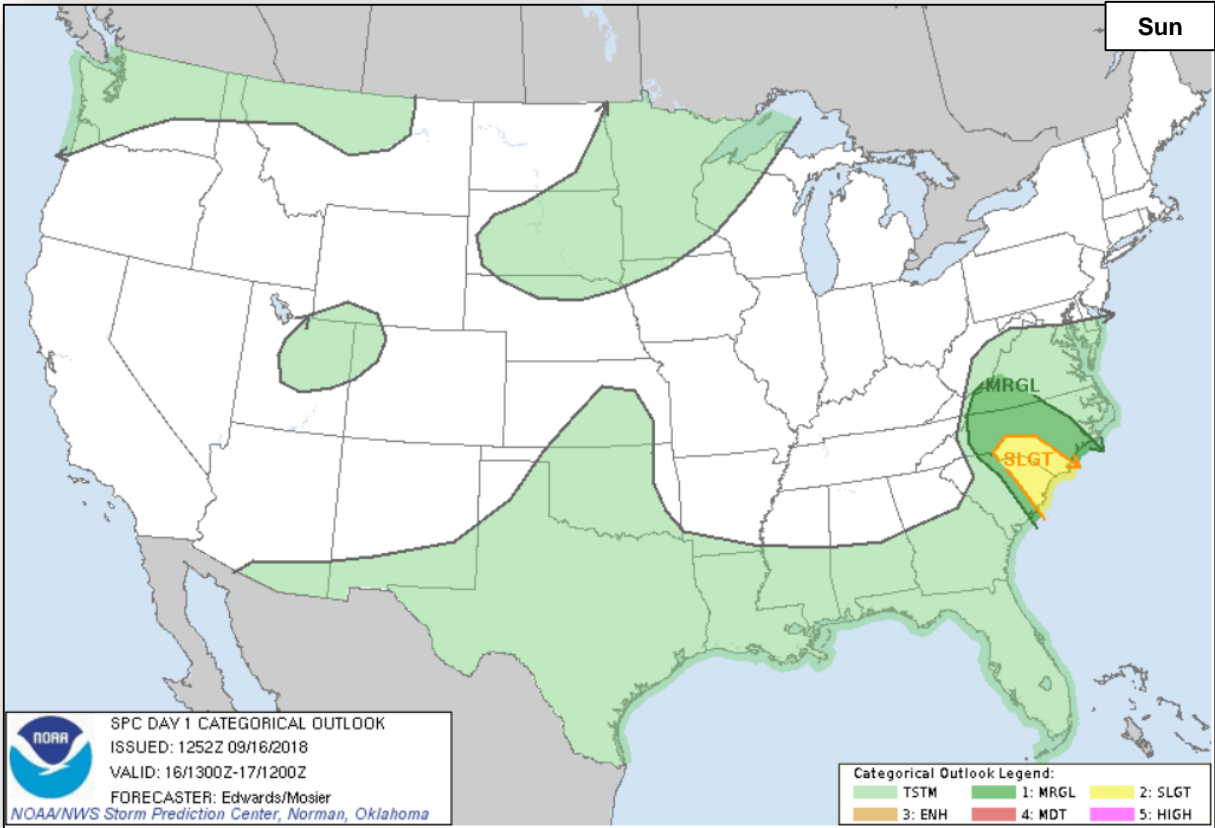 Sun
MRGL
SLGT
NOAA
SPC DAY 1 CATEGORICAL OUTLOOK
ISSUED: 1252Z 09/16/2018
VALID: 16/1300Z-17/1200Z
FORECASTER: Edwards/Mosier
NOAA/NWS Storm Prediction Center, Norman, Oklahoma
Categorical Outlook Legend:
TSTM 1: MRGL 2: SLGT
3: ENH 4: MDT 5: HIGH